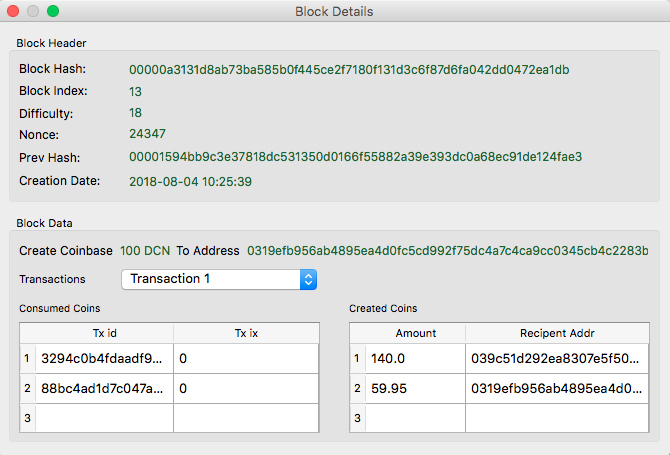 Block Details
Block Header
Block Hash: 00000a3131d8ab73ba585b0f445ce2f7180f131d3c6f87d6fa042dd0472ea1db
Block Index: 13
Difficulty: 18
Nonce: 24347
Prev Hash: 00001594bb9c3e37818dc531350d0166f55882a39e393dc0a68ec91de124fae3
Creation Date: 2018-08-04 10:25:39
Block Data
Create Coinbase 100 DCN To Address 0319efb956ab4895ea4d0fc5cd992f75dc4a7c4ca9cc0345cb4c2283b
Transactions Transaction 1
Consumed Coins Created Coins
Tx id Tx ix Amount Recipent Addr
1 3294c0b4fdaadf9... 0 1 140.0 039c51d292ea8307e5f50...
2 88bc4ad1d7c047a... 0 2 59.95 0319efb956ab4895ea4d0...
3 3